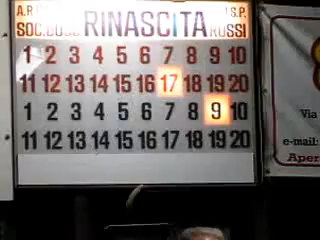 A.R. RINASCITA I.S.P.
SOC. RUSSI
1 2 3 4 5 6 7 8 9 10
11 12 13 14 15 16 17 18 19 20
1 2 3 4 5 6 7 8 9 10
11 12 13 14 15 16 17 18 19 20
Via
e-mail:
Aper